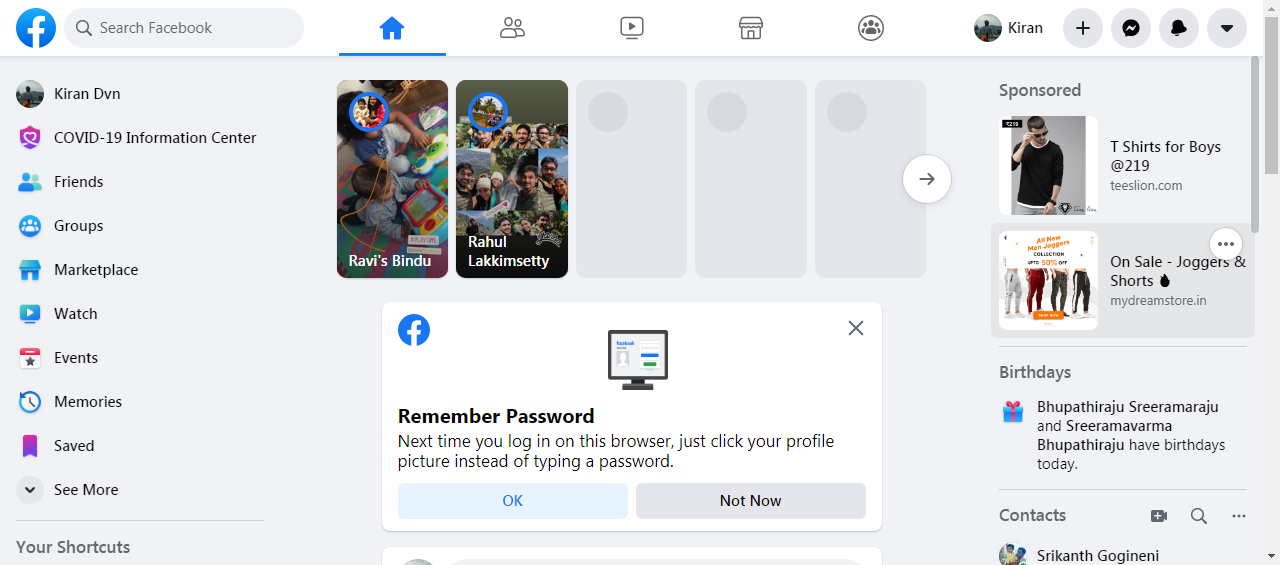 Search Facebook
Kiran
Kiran Dvn
COVID-19 Information Center
Friends
Groups
Marketplace
Watch
Events
Memories
Saved
See More
Your Shortcuts
Ravi's Bindu
Rahul
Lakkimsetty
Remember Password
Next time you log in on this browser, just click your profile
picture instead of typing a password.
OK
Not Now
Sponsored
₹219
T Shirts for Boys
@219
teeslion.com
All New
Men Joggers
COLLECTION
UPTO 50% OFF
SHOP NOW
On Sale - Joggers &
Shorts
mydreamstore.in
Birthdays
Bhupathiraju Sreeramaraju
and Sreeramavarma
Bhupathiraju have birthdays
today.
Contacts
Srikanth Gogineni